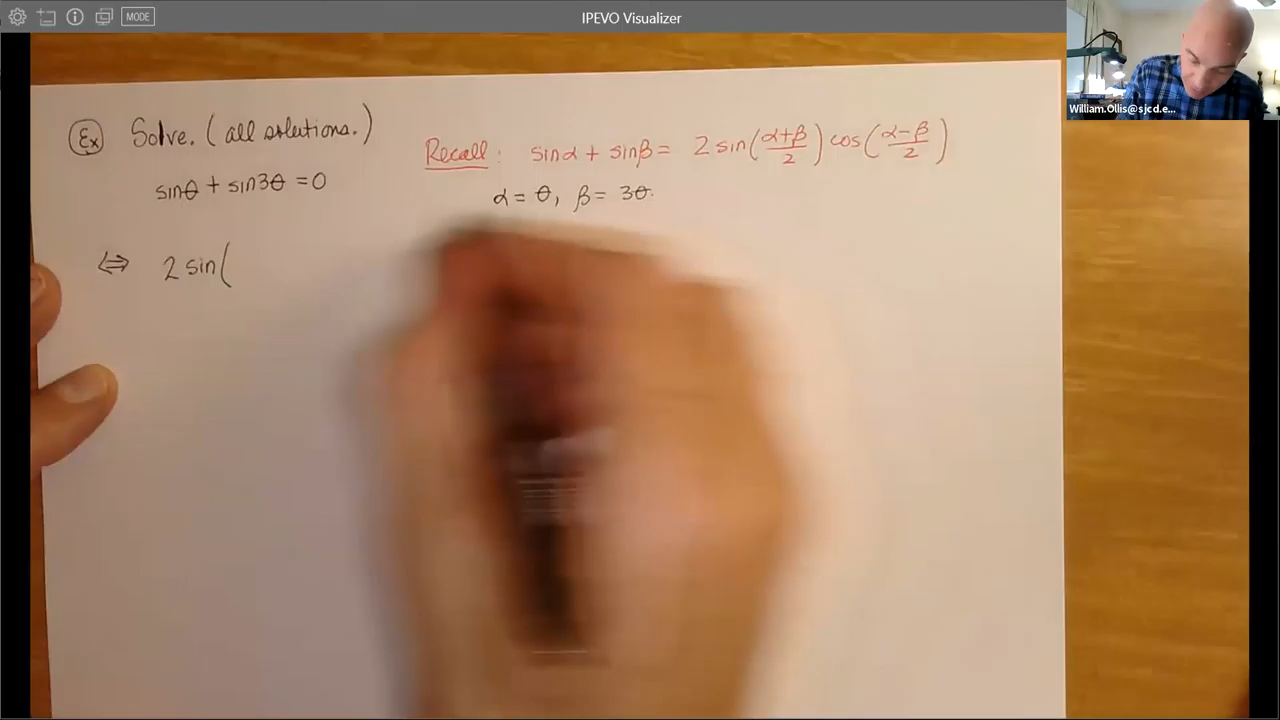 MODE
IPEVO Visualizer
William.Ollis@sjcd.e...
Ex Solve. (all solutions.)
sinθ + sin3θ = 0
Recall: sinα + sinβ = 2 sin((α+β)/2) cos((α-β)/2)
α = θ, β = 3θ.
⇔ 2 sin(